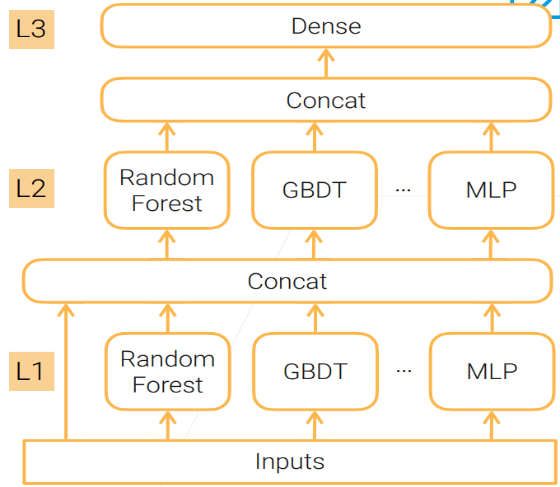 L3
Dense
Concat
L2
Random
Forest
GBDT
...
MLP
Concat
L1
Random
Forest
GBDT
...
MLP
Inputs